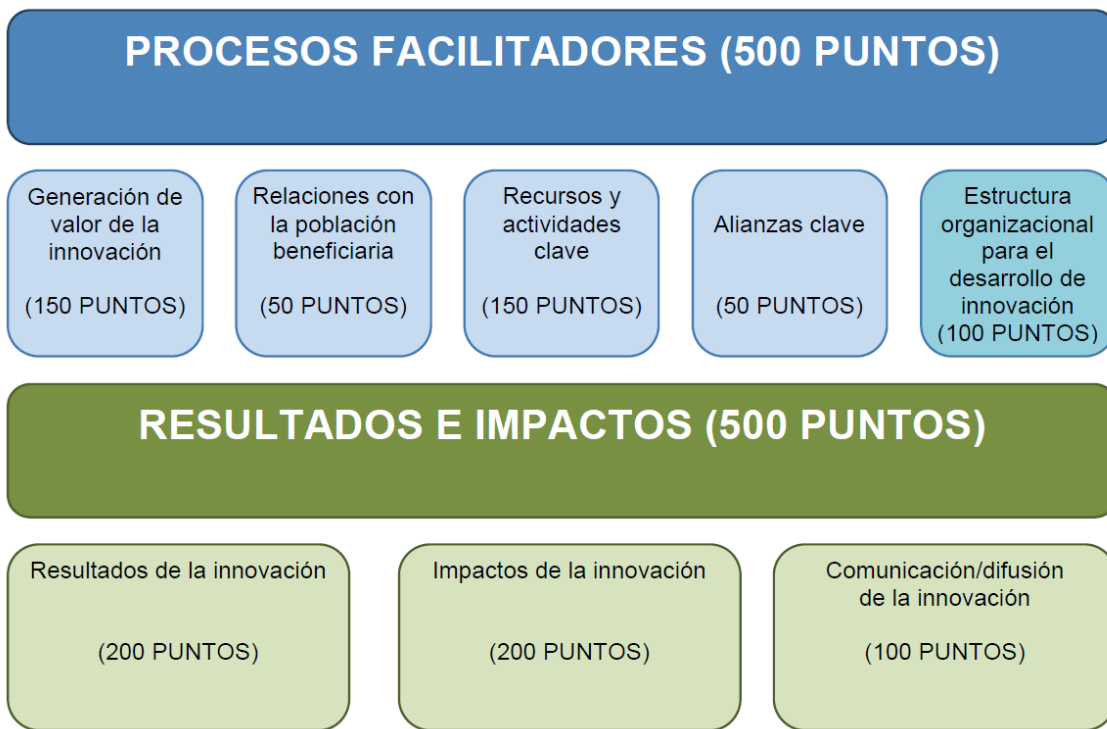 PROCESOS FACILITADORES (500 PUNTOS)
Generación de
valor de la
innovación
(150 PUNTOS)
Relaciones con
la población
beneficiaria
(50 PUNTOS)
Recursos y
actividades
clave
(150 PUNTOS)
Alianzas clave
(50 PUNTOS)
Estructura
organizacional
para el
desarrollo de
innovación
(100 PUNTOS)
RESULTADOS E IMPACTOS (500 PUNTOS)
Resultados de la innovación
(200 PUNTOS)
Impactos de la innovación
(200 PUNTOS)
Comunicación/difusión
de la innovación
(100 PUNTOS)